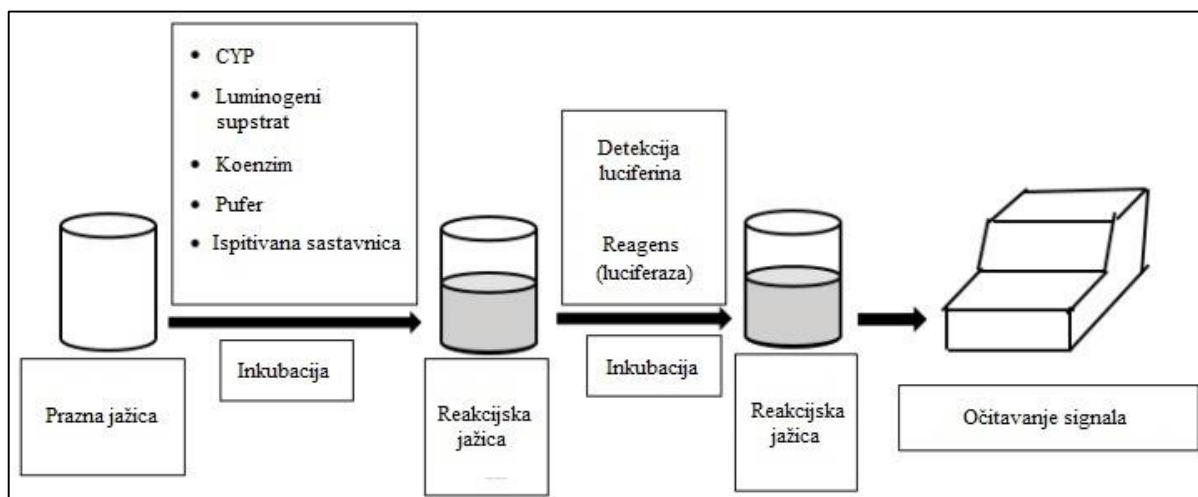 CYP
Luminogeni
supstrat
Koenzim
Pufer
Ispitivana sastavnica
Detekcija
luciferina
Reagens
(luciferaza)
Inkubacija
Inkubacija
Prazna jažica
Reakcijska
jažica
Reakcijska
jažica
Očitavanje signala